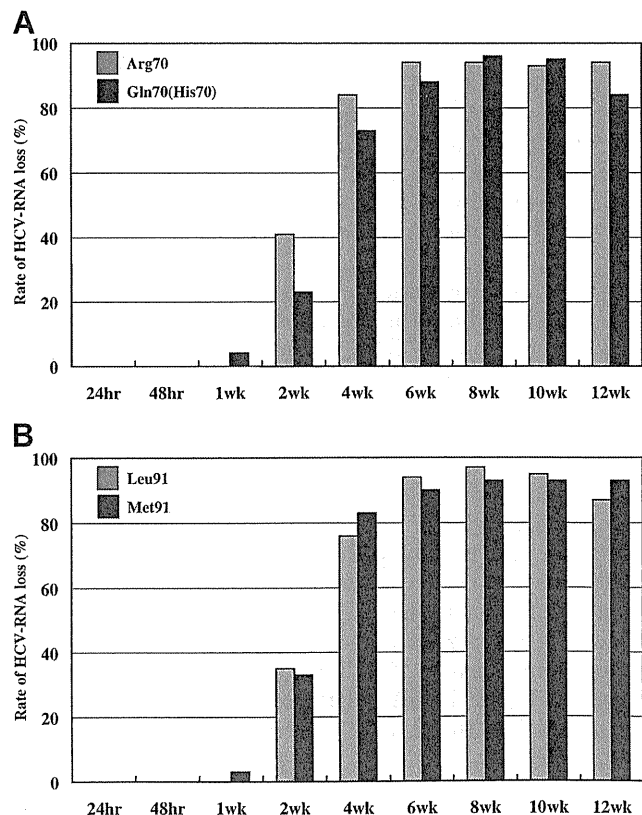 A
Rate of HCV-RNA loss (%)
100
80
60
40
20
0
Arg70
Gln70(His70)
24hr 48hr 1wk 2wk 4wk 6wk 8wk 10wk 12wk
B
Rate of HCV-RNA loss (%)
100
80
60
40
20
0
Leu91
Met91
24hr 48hr 1wk 2wk 4wk 6wk 8wk 10wk 12wk